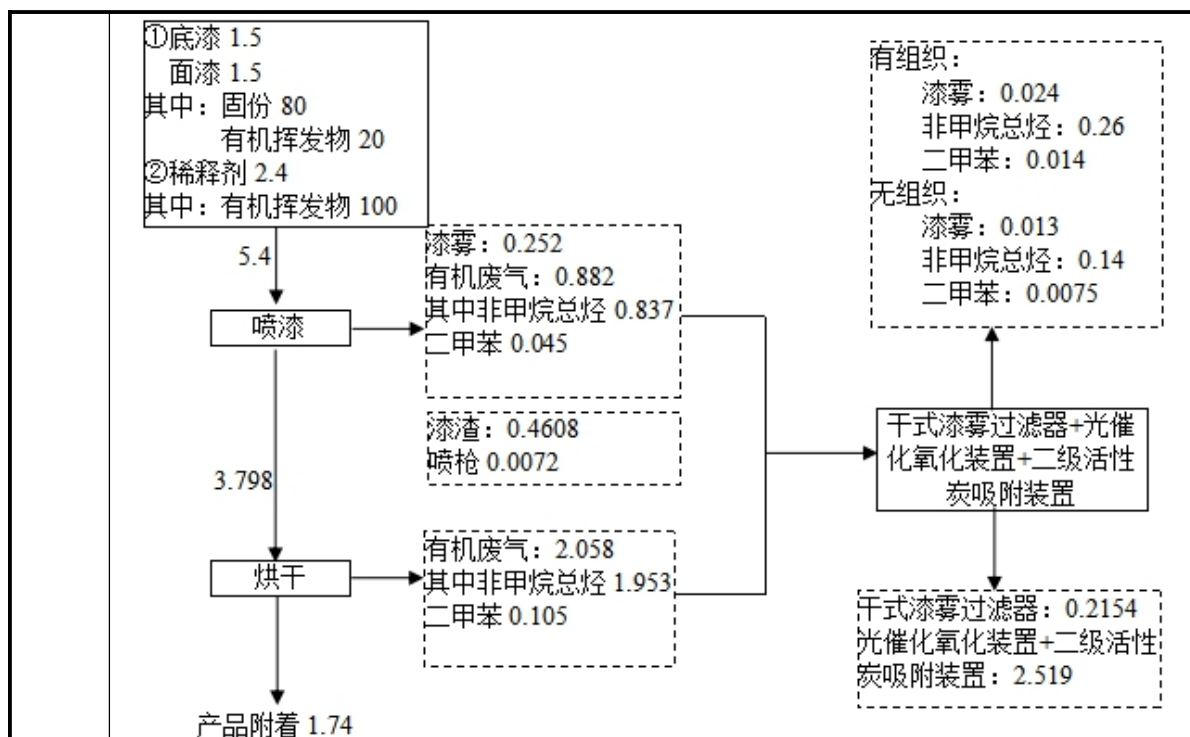 ①底漆 1.5
面漆 1.5
其中：固份 80
有机挥发物 20
②稀释剂 2.4
其中：有机挥发物 100
5.4
喷漆
漆雾：0.252
有机废气：0.882
其中非甲烷总烃 0.837
二甲苯 0.045
漆渣：0.4608
喷枪 0.0072
3.798
烘干
有机废气：2.058
其中非甲烷总烃 1.953
二甲苯 0.105
产品附着 1.74
有组织：
漆雾：0.024
非甲烷总烃：0.26
二甲苯：0.014
无组织：
漆雾：0.013
非甲烷总烃：0.14
二甲苯：0.0075
干式漆雾过滤器+光催
化氧化装置+二级活性
炭吸附装置
干式漆雾过滤器：0.2154
光催化氧化装置+二级活性
炭吸附装置：2.519